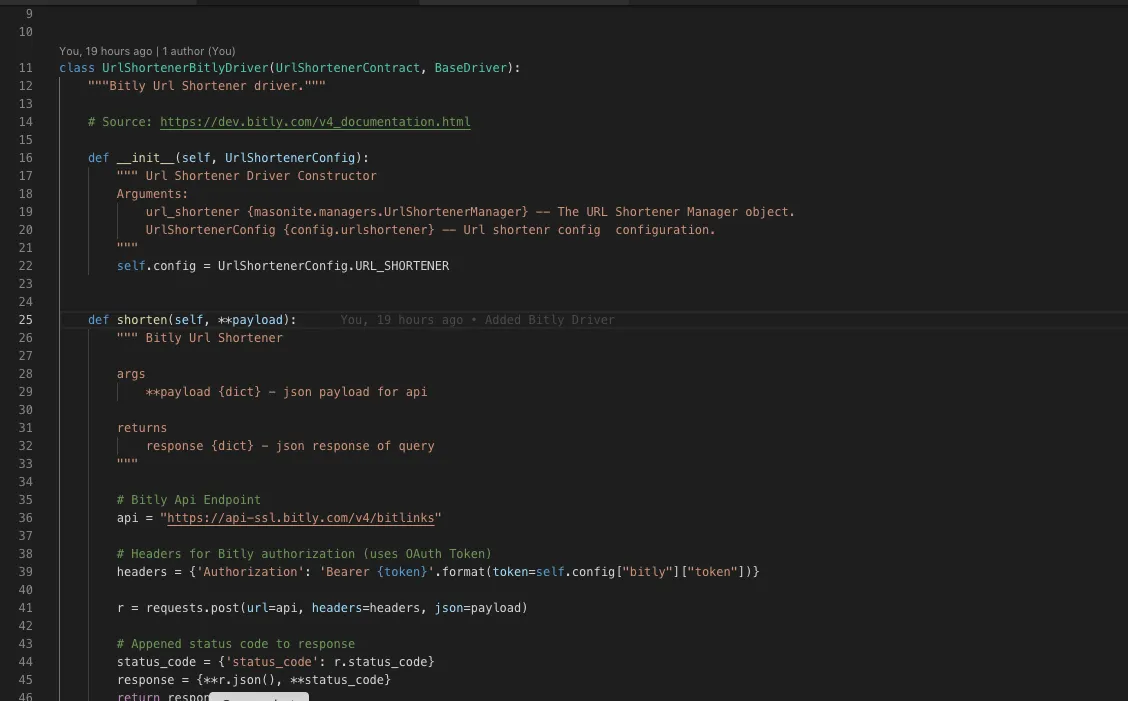 9
10
You, 19 hours ago | 1 author (You)
11 class UrlShortenerBitlyDriver(UrlShortenerContract, BaseDriver):
12 """Bitly Url Shortener driver."""
13
14 # Source: https://dev.bitly.com/v4_documentation.html
15
16 def __init__(self, UrlShortenerConfig):
17 """ Url Shortener Driver Constructor
18 Arguments:
19 url_shortener {masonite.managers.UrlShortenerManager} -- The URL Shortener Manager object.
20 UrlShortenerConfig {config.urlshortener} -- Url shortenr config  configuration.
21 """
22 self.config = UrlShortenerConfig.URL_SHORTENER
23
24
25 def shorten(self, **payload): You, 19 hours ago • Added Bitly Driver
26 """ Bitly Url Shortener
27
28 args
29 **payload {dict} - json payload for api
30
31 returns
32 response {dict} - json response of query
33 """
34
35 # Bitly Api Endpoint
36 api = "https://api-ssl.bitly.com/v4/bitlinks"
37
38 # Headers for Bitly authorization (uses OAuth Token)
39 headers = {'Authorization': 'Bearer {token}'.format(token=self.config["bitly"]["token"])}
40
41 r = requests.post(url=api, headers=headers, json=payload)
42
43 # Appened status code to response
44 status_code = {'status_code': r.status_code}
45 response = {**r.json(), **status_code}
46 return respon